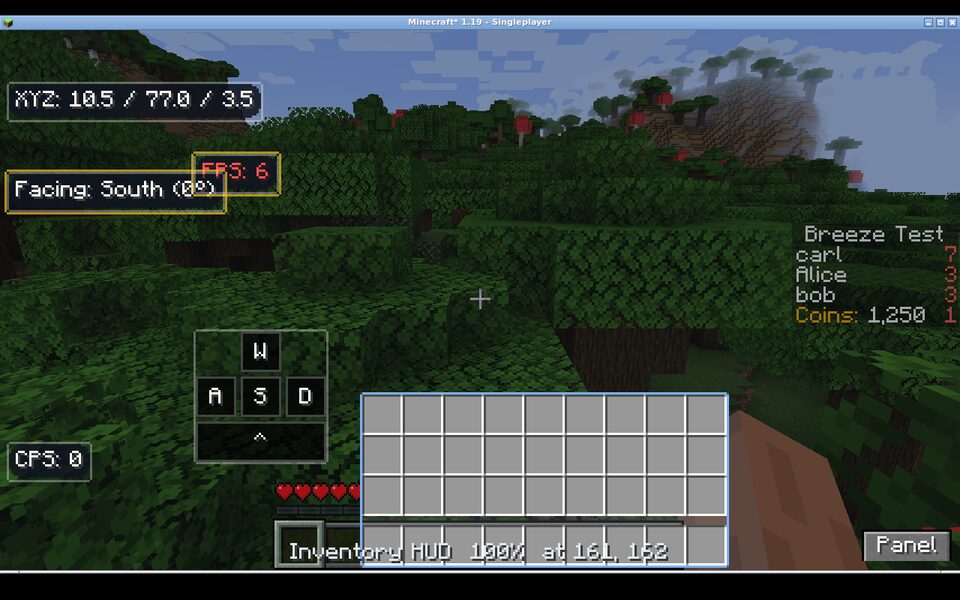 Minecraft* 1.19 - Singleplayer
XYZ: 10.5 / 77.0 / 3.5
FPS: 6
Facing: South (0°)
Breeze Test
carl 7
Alice 3
bob 3
Coins: 1,250 1
W
A S D
^
CPS: 0
Inventory HUD 100% at 161, 162
Panel